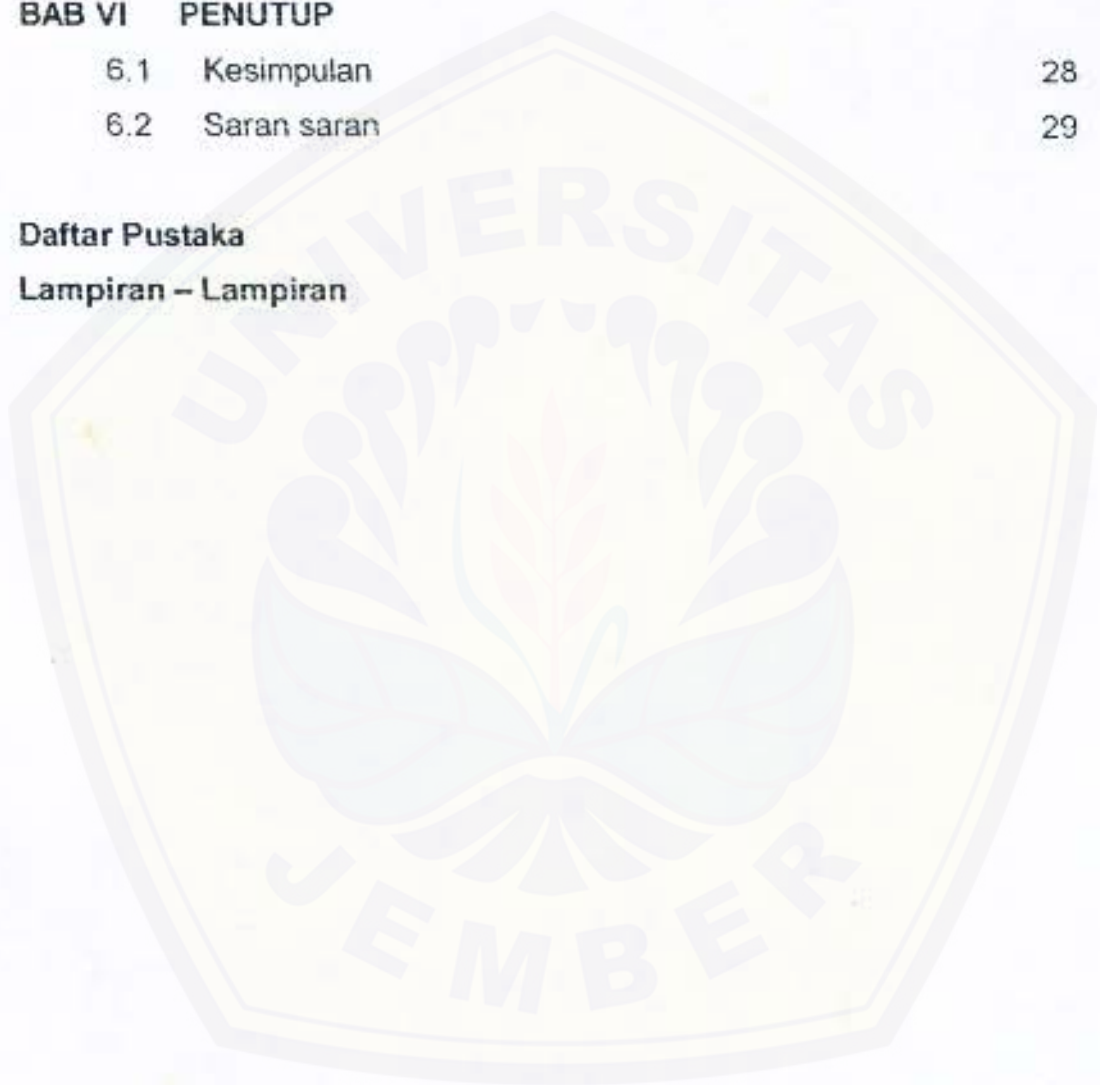 BAB VI PENUTUP
6.1 Kesimpulan 28
6.2 Saran saran 29
Daftar Pustaka
Lampiran – Lampiran
UNIVERSITAS
JEMBER